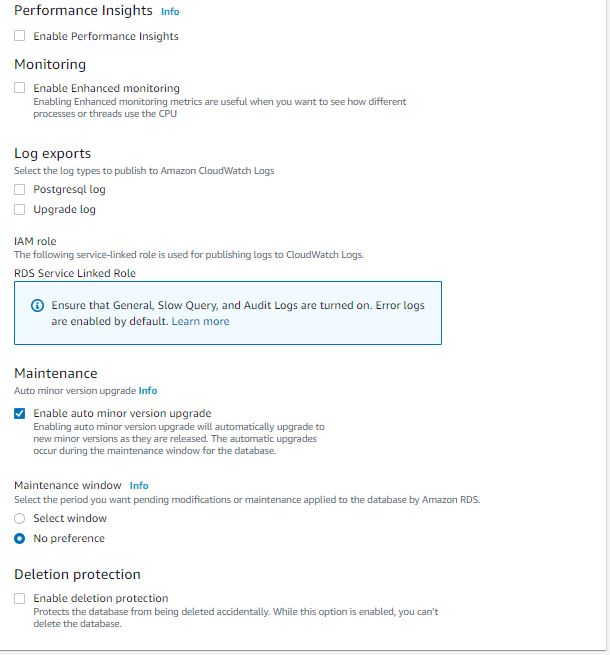 Performance Insights Info
Enable Performance Insights
Monitoring
Enable Enhanced monitoring
Enabling Enhanced monitoring metrics are useful when you want to see how different
processes or threads use the CPU
Log exports
Select the log types to publish to Amazon CloudWatch Logs
Postgresql log
Upgrade log
IAM role
The following service-linked role is used for publishing logs to CloudWatch Logs.
RDS Service Linked Role
Ensure that General, Slow Query, and Audit Logs are turned on. Error logs
are enabled by default. Learn more
Maintenance
Auto minor version upgrade Info
Enable auto minor version upgrade
Enabling auto minor version upgrade will automatically upgrade to
new minor versions as they are released. The automatic upgrades
occur during the maintenance window for the database.
Maintenance window Info
Select the period you want pending modifications or maintenance applied to the database by Amazon RDS.
Select window
No preference
Deletion protection
Enable deletion protection
Protects the database from being deleted accidentally. While this option is enabled, you can't
delete the database.